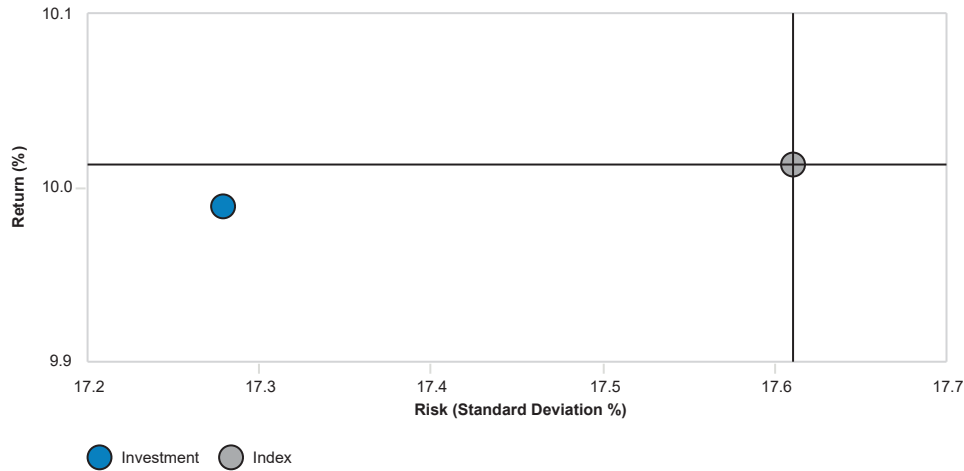 10.1
Return (%)
10.0
9.9
17.2 17.3 17.4 17.5 17.6 17.7
Risk (Standard Deviation %)
Investment Index